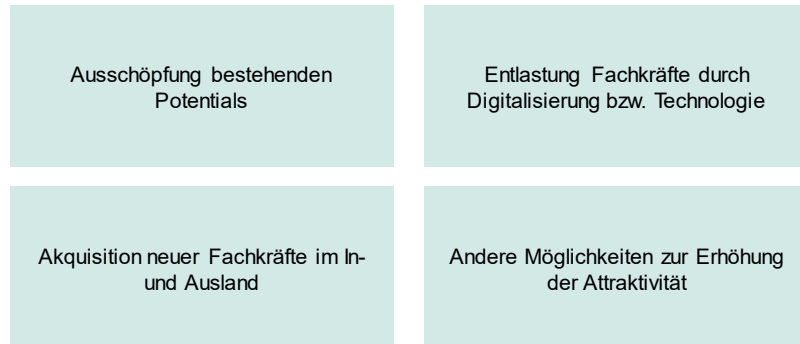 Ausschöpfung bestehenden
Potentials
Entlastung Fachkräfte durch
Digitalisierung bzw. Technologie
Akquisition neuer Fachkräfte im In-
und Ausland
Andere Möglichkeiten zur Erhöhung
der Attraktivität